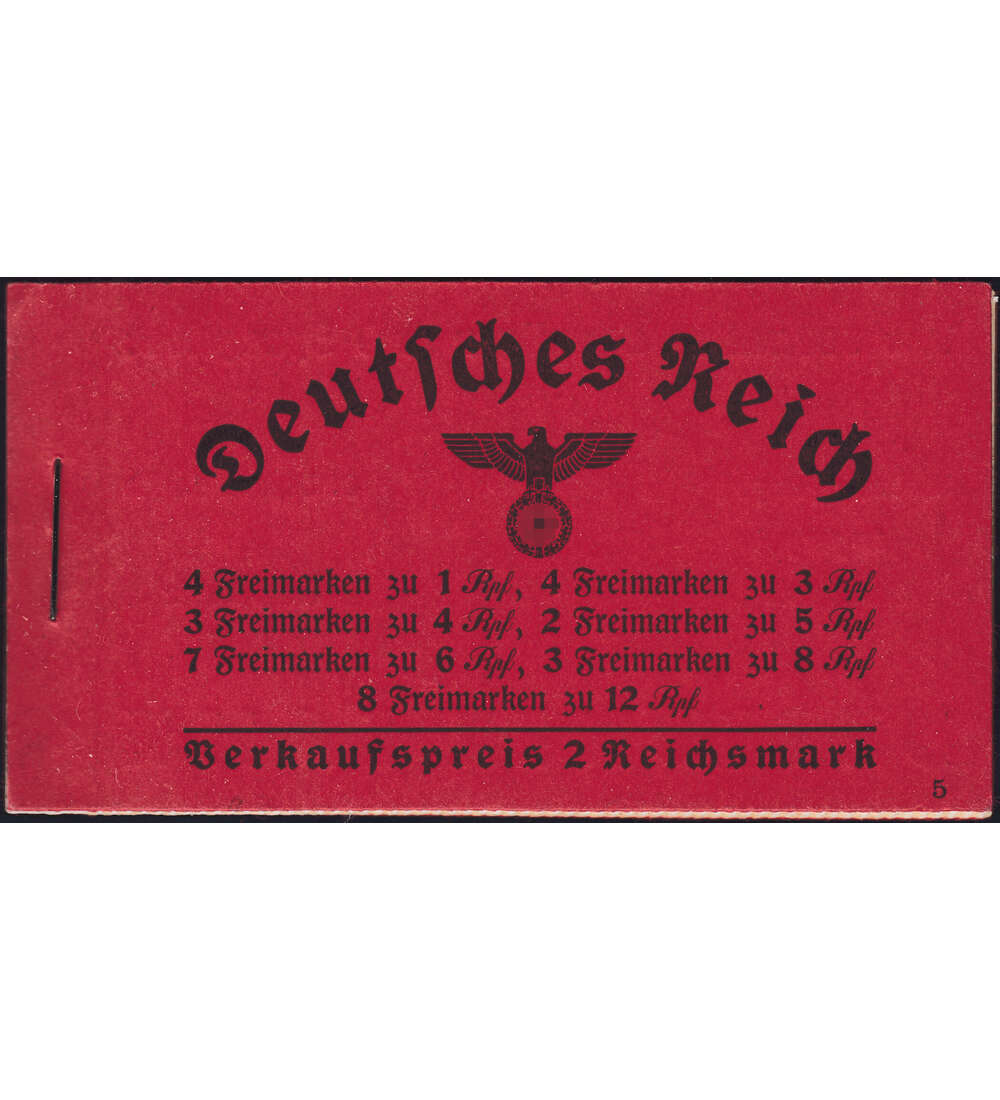 Deutſches Reich
4 Freimarken zu 1 Rpf, 4 Freimarken zu 3 Rpf
3 Freimarken zu 4 Rpf, 2 Freimarken zu 5 Rpf
7 Freimarken zu 6 Rpf, 3 Freimarken zu 8 Rpf
8 Freimarken zu 12 Rpf
Verkaufspreis 2 Reichsmark
5